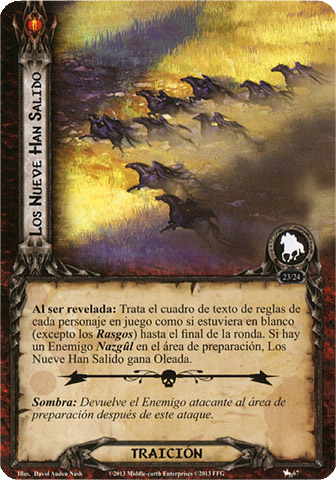 Los Nueve Han Salido
23/24
Al ser revelada: Trata el cuadro de texto de reglas de
cada personaje en juego como si estuviera en blanco
(excepto los Rasgos) hasta el final de la ronda. Si hay
un Enemigo Nazgûl en el área de preparación, Los
Nueve Han Salido gana Oleada.
Sombra: Devuelve el Enemigo atacante al área de
preparación después de este ataque.
TRAICIÓN
Illus. David Auden Nash
©2013 Middle-earth Enterprises ©2013 FFG
67